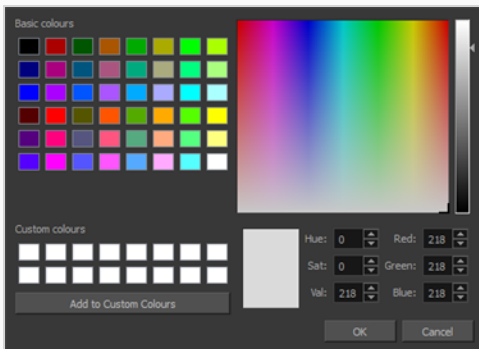 Basic colours
Custom colours
Add to Custom Colours
Hue: 0 Red: 218
Sat: 0 Green: 218
Val: 218 Blue: 218
OK Cancel